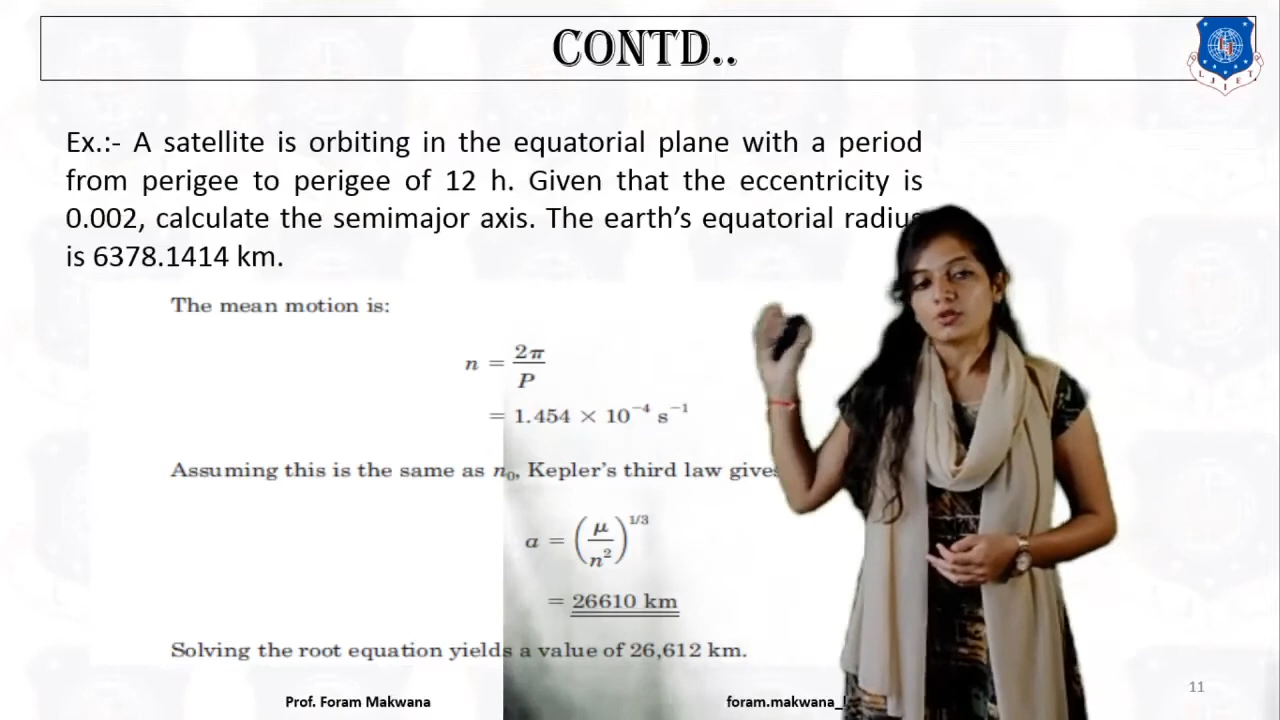 CONTD..
LJIET
Ex.:- A satellite is orbiting in the equatorial plane with a period
from perigee to perigee of 12 h. Given that the eccentricity is
0.002, calculate the semimajor axis. The earth's equatorial radius
is 6378.1414 km.
The mean motion is:
n = 2π/P
= 1.454 × 10⁻⁴ s⁻¹
Assuming this is the same as n₀, Kepler's third law gives
a = (μ/n²)^1/3
= 26610 km
Solving the root equation yields a value of 26,612 km.
Prof. Foram Makwana foram.makwana_
11